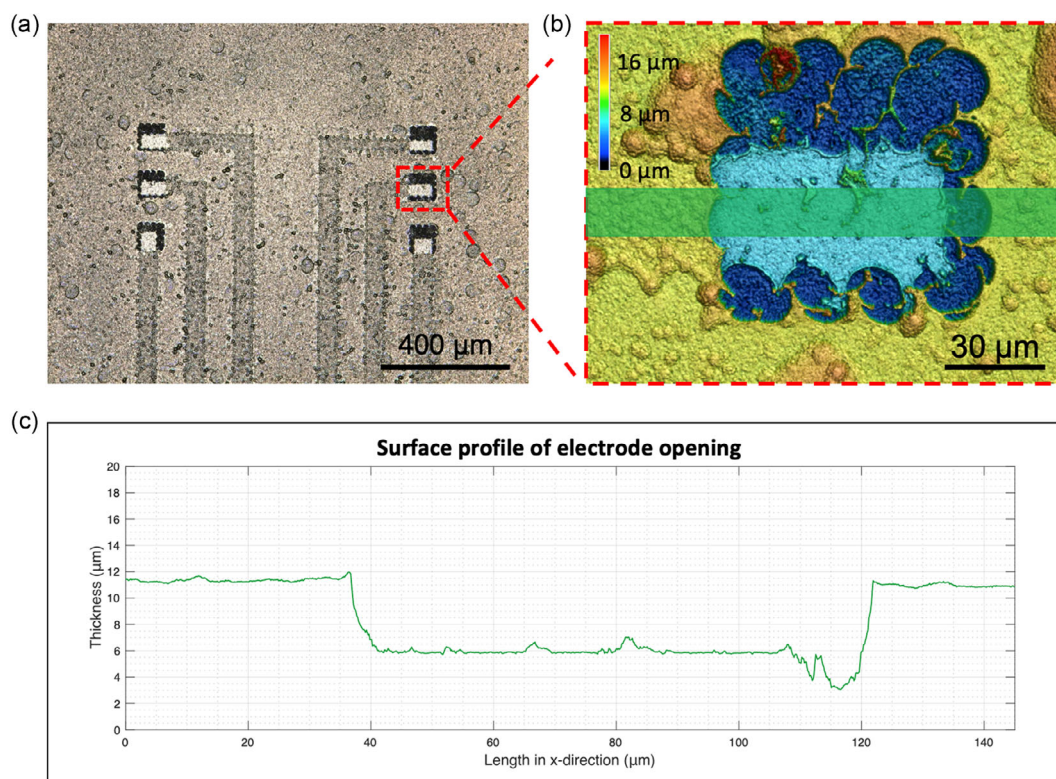 (a)
400 µm
(b)
16 µm
8 µm
0 µm
30 µm
(c)
Surface profile of electrode opening
Thickness (µm)
20
18
16
14
12
10
8
6
4
2
0
0 20 40 60 80 100 120 140
Length in x-direction (µm)